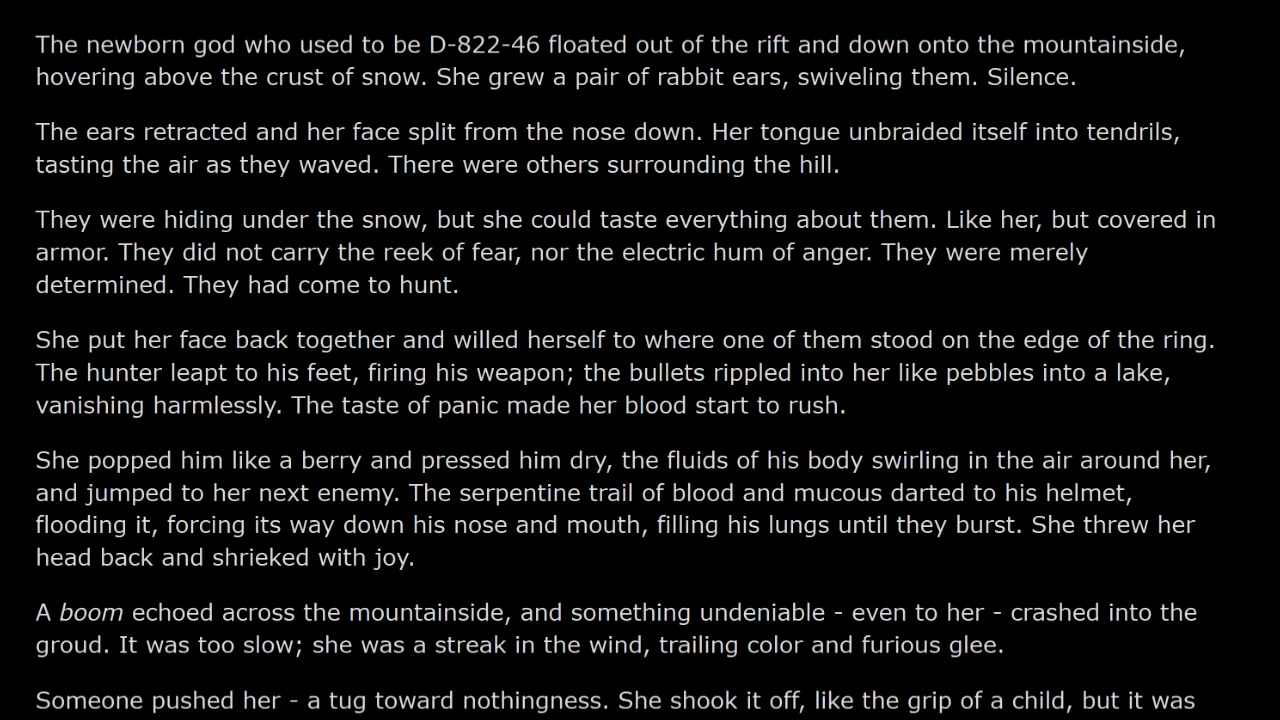 The newborn god who used to be D-822-46 floated out of the rift and down onto the mountainside,
hovering above the crust of snow. She grew a pair of rabbit ears, swiveling them. Silence.
The ears retracted and her face split from the nose down. Her tongue unbraided itself into tendrils,
tasting the air as they waved. There were others surrounding the hill.
They were hiding under the snow, but she could taste everything about them. Like her, but covered in
armor. They did not carry the reek of fear, nor the electric hum of anger. They were merely
determined. They had come to hunt.
She put her face back together and willed herself to where one of them stood on the edge of the ring.
The hunter leapt to his feet, firing his weapon; the bullets rippled into her like pebbles into a lake,
vanishing harmlessly. The taste of panic made her blood start to rush.
She popped him like a berry and pressed him dry, the fluids of his body swirling in the air around her,
and jumped to her next enemy. The serpentine trail of blood and mucous darted to his helmet,
flooding it, forcing its way down his nose and mouth, filling his lungs until they burst. She threw her
head back and shrieked with joy.
A boom echoed across the mountainside, and something undeniable - even to her - crashed into the
groud. It was too slow; she was a streak in the wind, trailing color and furious glee.
Someone pushed her - a tug toward nothingness. She shook it off, like the grip of a child, but it was